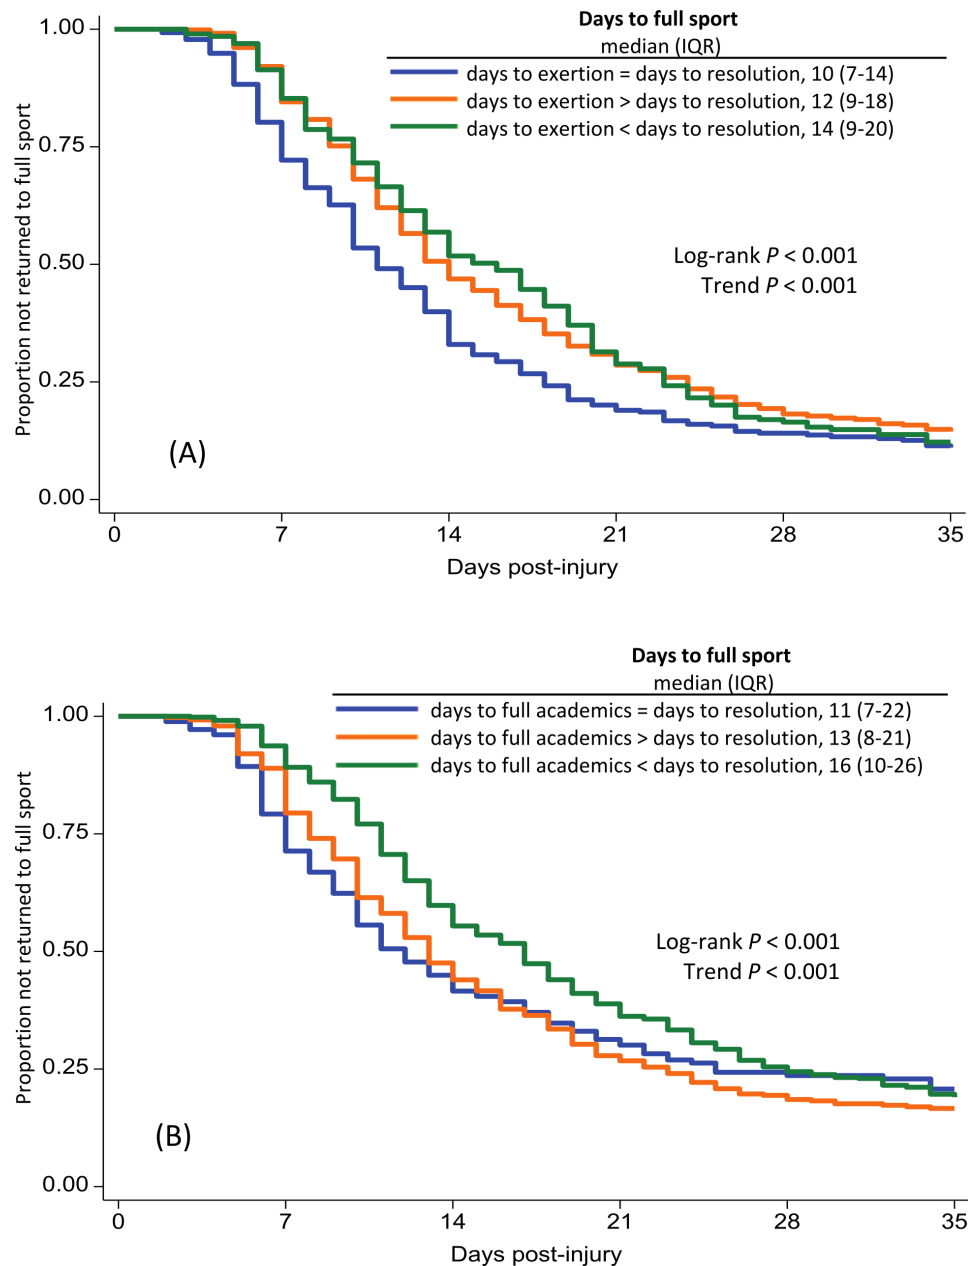 Days to full sport
median (IQR)
days to exertion = days to resolution, 10 (7-14)
days to exertion > days to resolution, 12 (9-18)
days to exertion < days to resolution, 14 (9-20)
Proportion not returned to full sport
1.00
0.75
0.50
0.25
0.00
Log-rank P < 0.001
Trend P < 0.001
(A)
0 7 14 21 28 35
Days post-injury
Days to full sport
median (IQR)
days to full academics = days to resolution, 11 (7-22)
days to full academics > days to resolution, 13 (8-21)
days to full academics < days to resolution, 16 (10-26)
Proportion not returned to full sport
1.00
0.75
0.50
0.25
0.00
Log-rank P < 0.001
Trend P < 0.001
(B)
0 7 14 21 28 35
Days post-injury